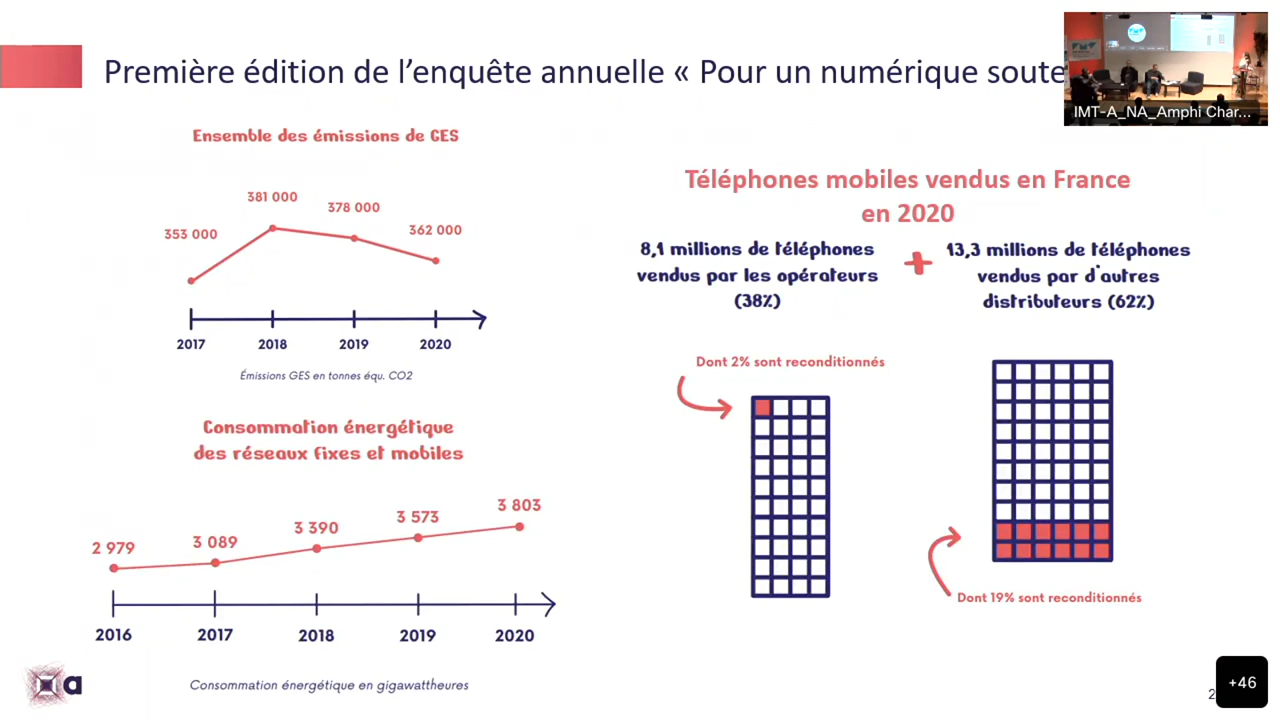 Première édition de l’enquête annuelle « Pour un numérique soute
IMT-A_NA_Amphi Char...
Ensemble des émissions de GES
381 000
378 000
353 000
362 000
2017
2018
2019
2020
Émissions GES en tonnes équ. CO2
Consommation énergétique
des réseaux fixes et mobiles
2 979
3 089
3 390
3 573
3 803
2016
2017
2018
2019
2020
Consommation énergétique en gigawattheures
Téléphones mobiles vendus en France
en 2020
8,1 millions de téléphones
vendus par les opérateurs
(38%)
+
13,3 millions de téléphones
vendus par d'autres
distributeurs (62%)
Dont 2% sont reconditionnés
Dont 19% sont reconditionnés
a
2
+46